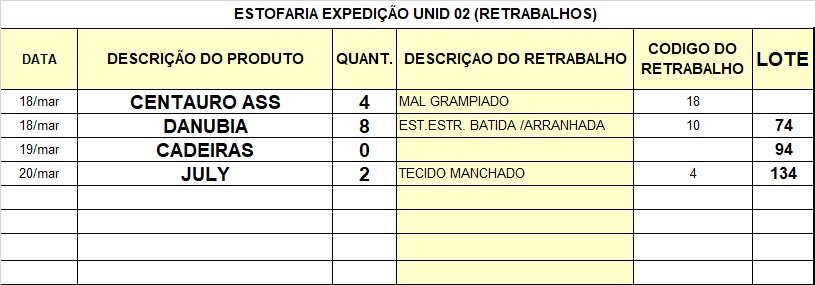 ESTOFARIA EXPEDIÇÃO UNID 02 (RETRABALHOS)
DATA DESCRIÇÃO DO PRODUTO QUANT. DESCRIÇAO DO RETRABALHO CODIGO DO RETRABALHO LOTE
18/mar CENTAURO ASS 4 MAL GRAMPIADO 18
18/mar DANUBIA 8 EST.ESTR. BATIDA /ARRANHADA 10 74
19/mar CADEIRAS 0 94
20/mar JULY 2 TECIDO MANCHADO 4 134